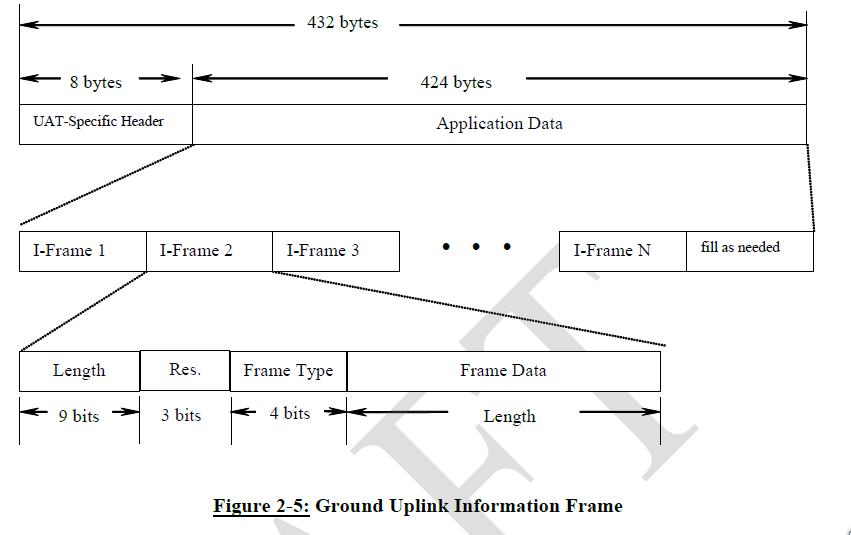 432 bytes
8 bytes 424 bytes
UAT-Specific Header Application Data
I-Frame 1 I-Frame 2 I-Frame 3 • • • I-Frame N fill as needed
Length Res. Frame Type Frame Data
9 bits 3 bits 4 bits Length
Figure 2-5: Ground Uplink Information Frame